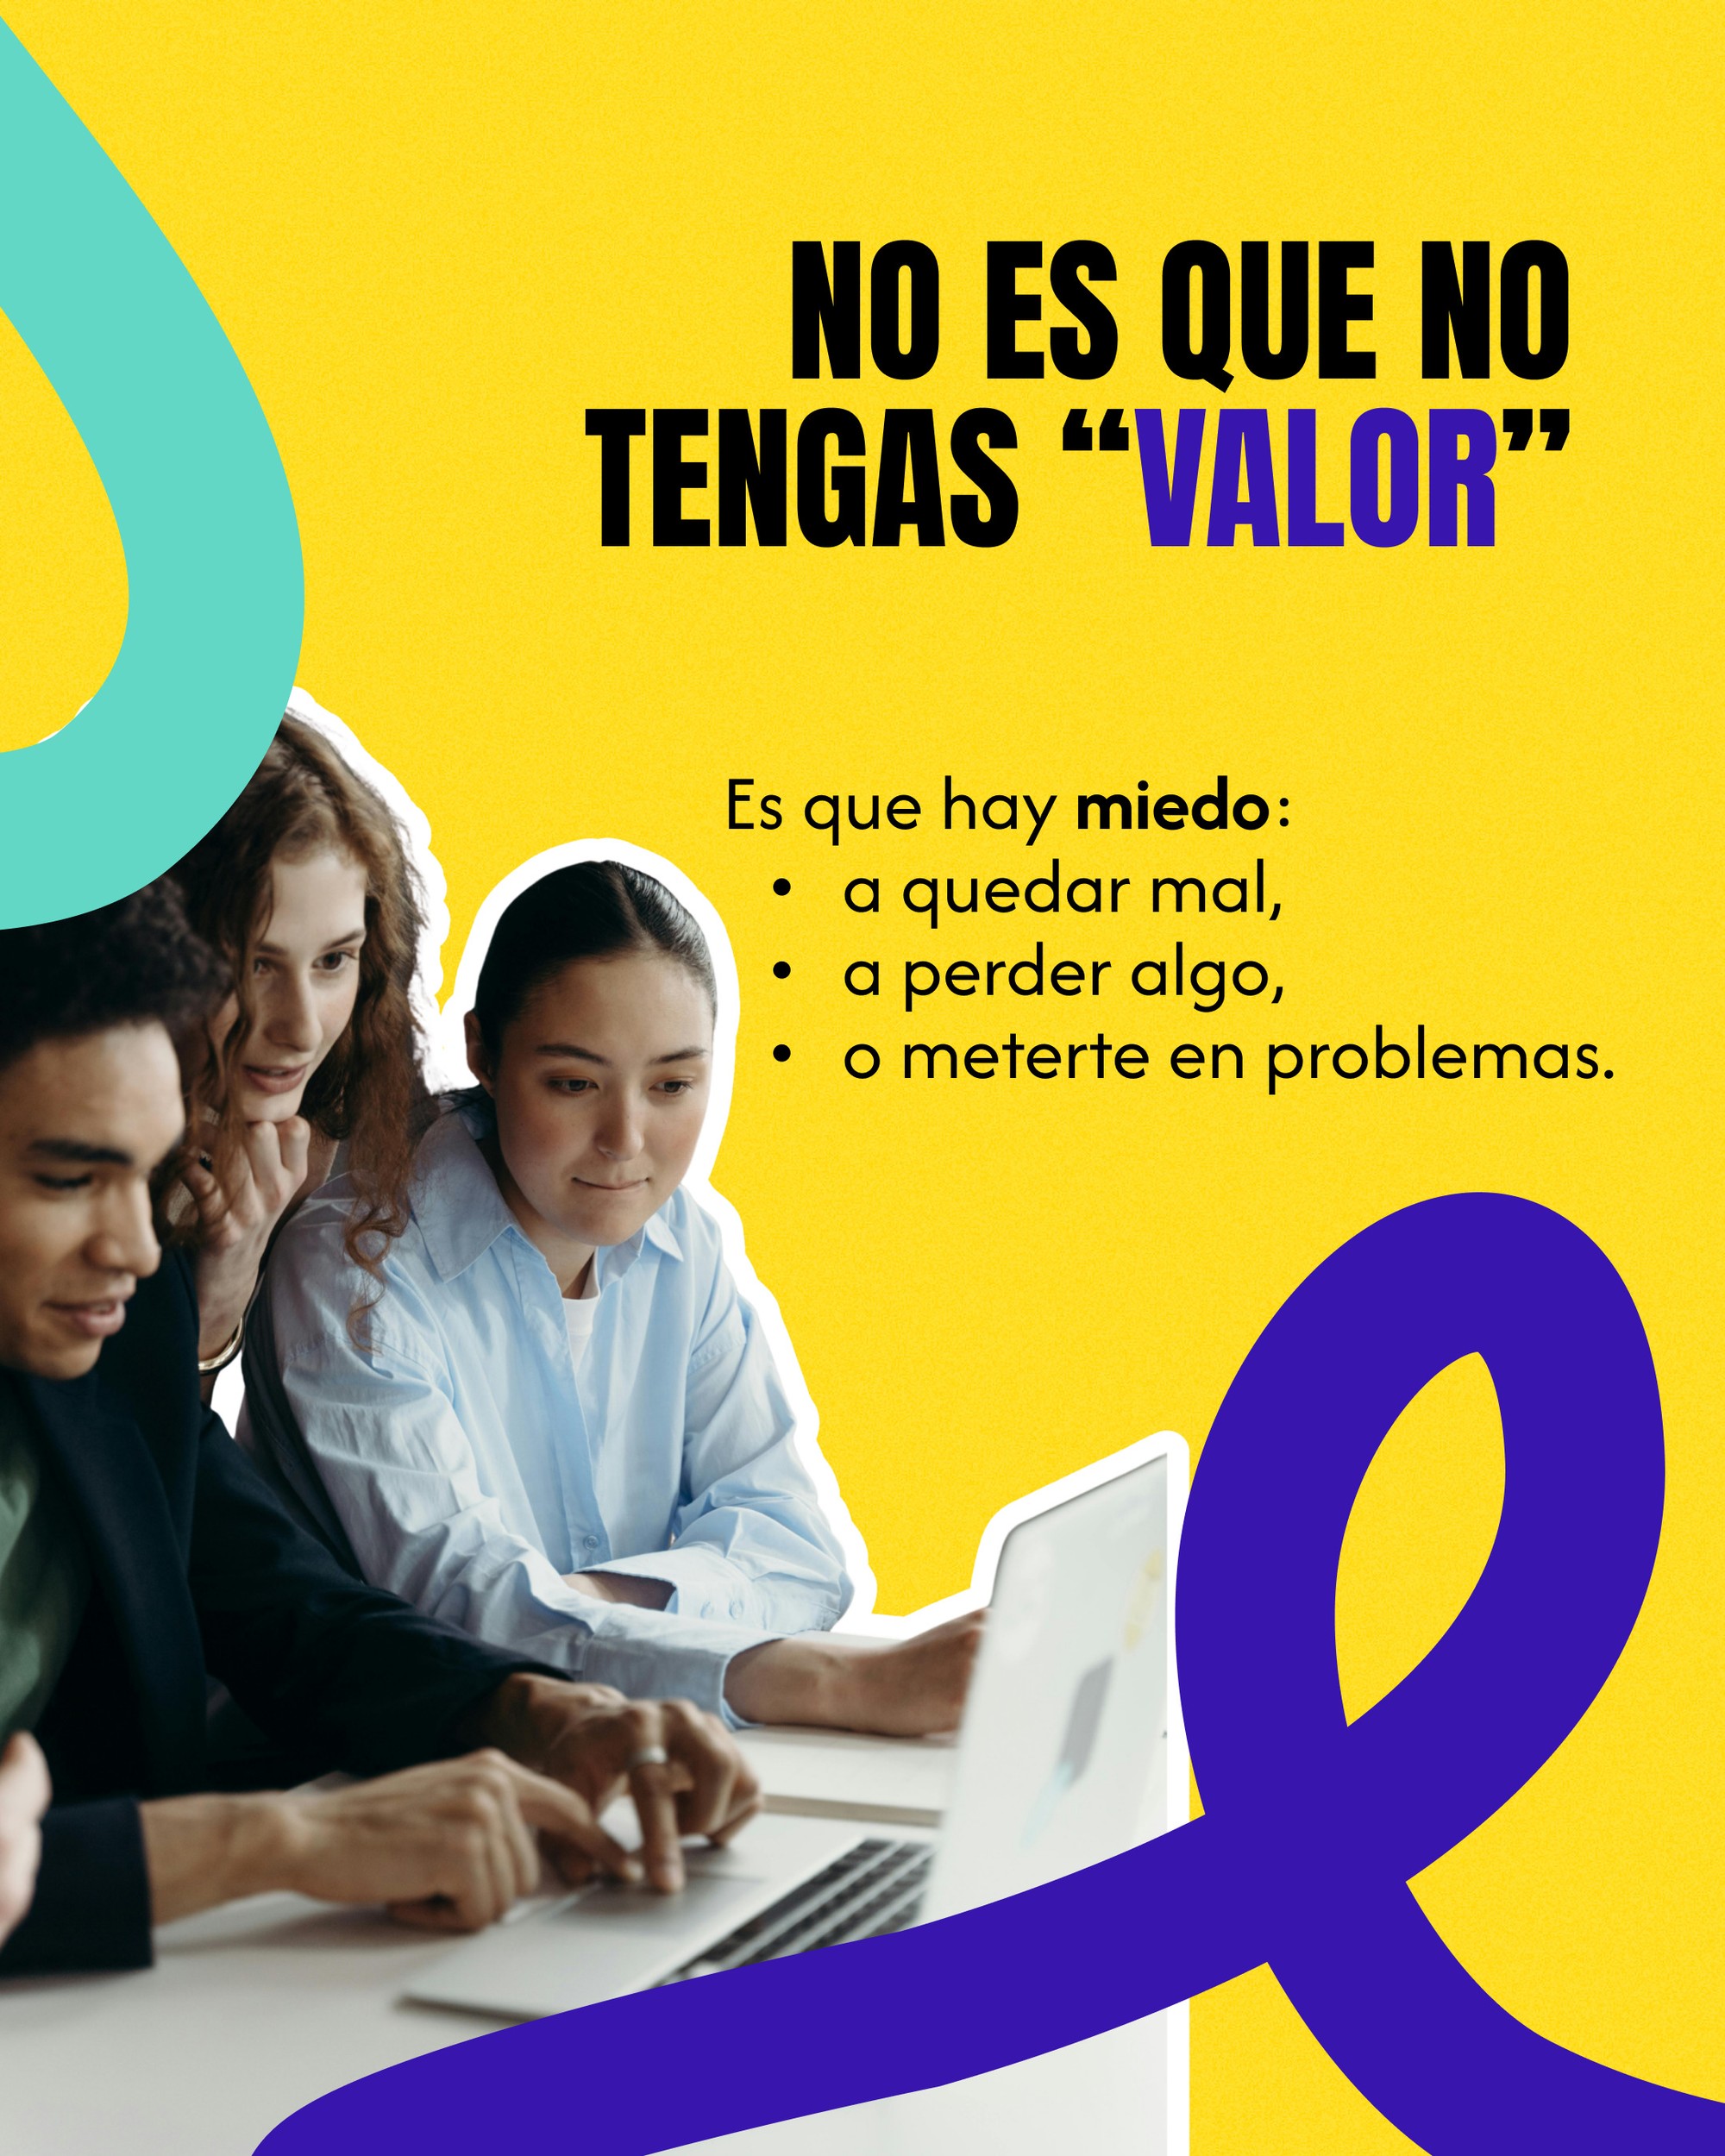 NO ES QUE NO
TENGAS “VALOR”
Es que hay miedo:
• a quedar mal,
• a perder algo,
• o meterte en problemas.